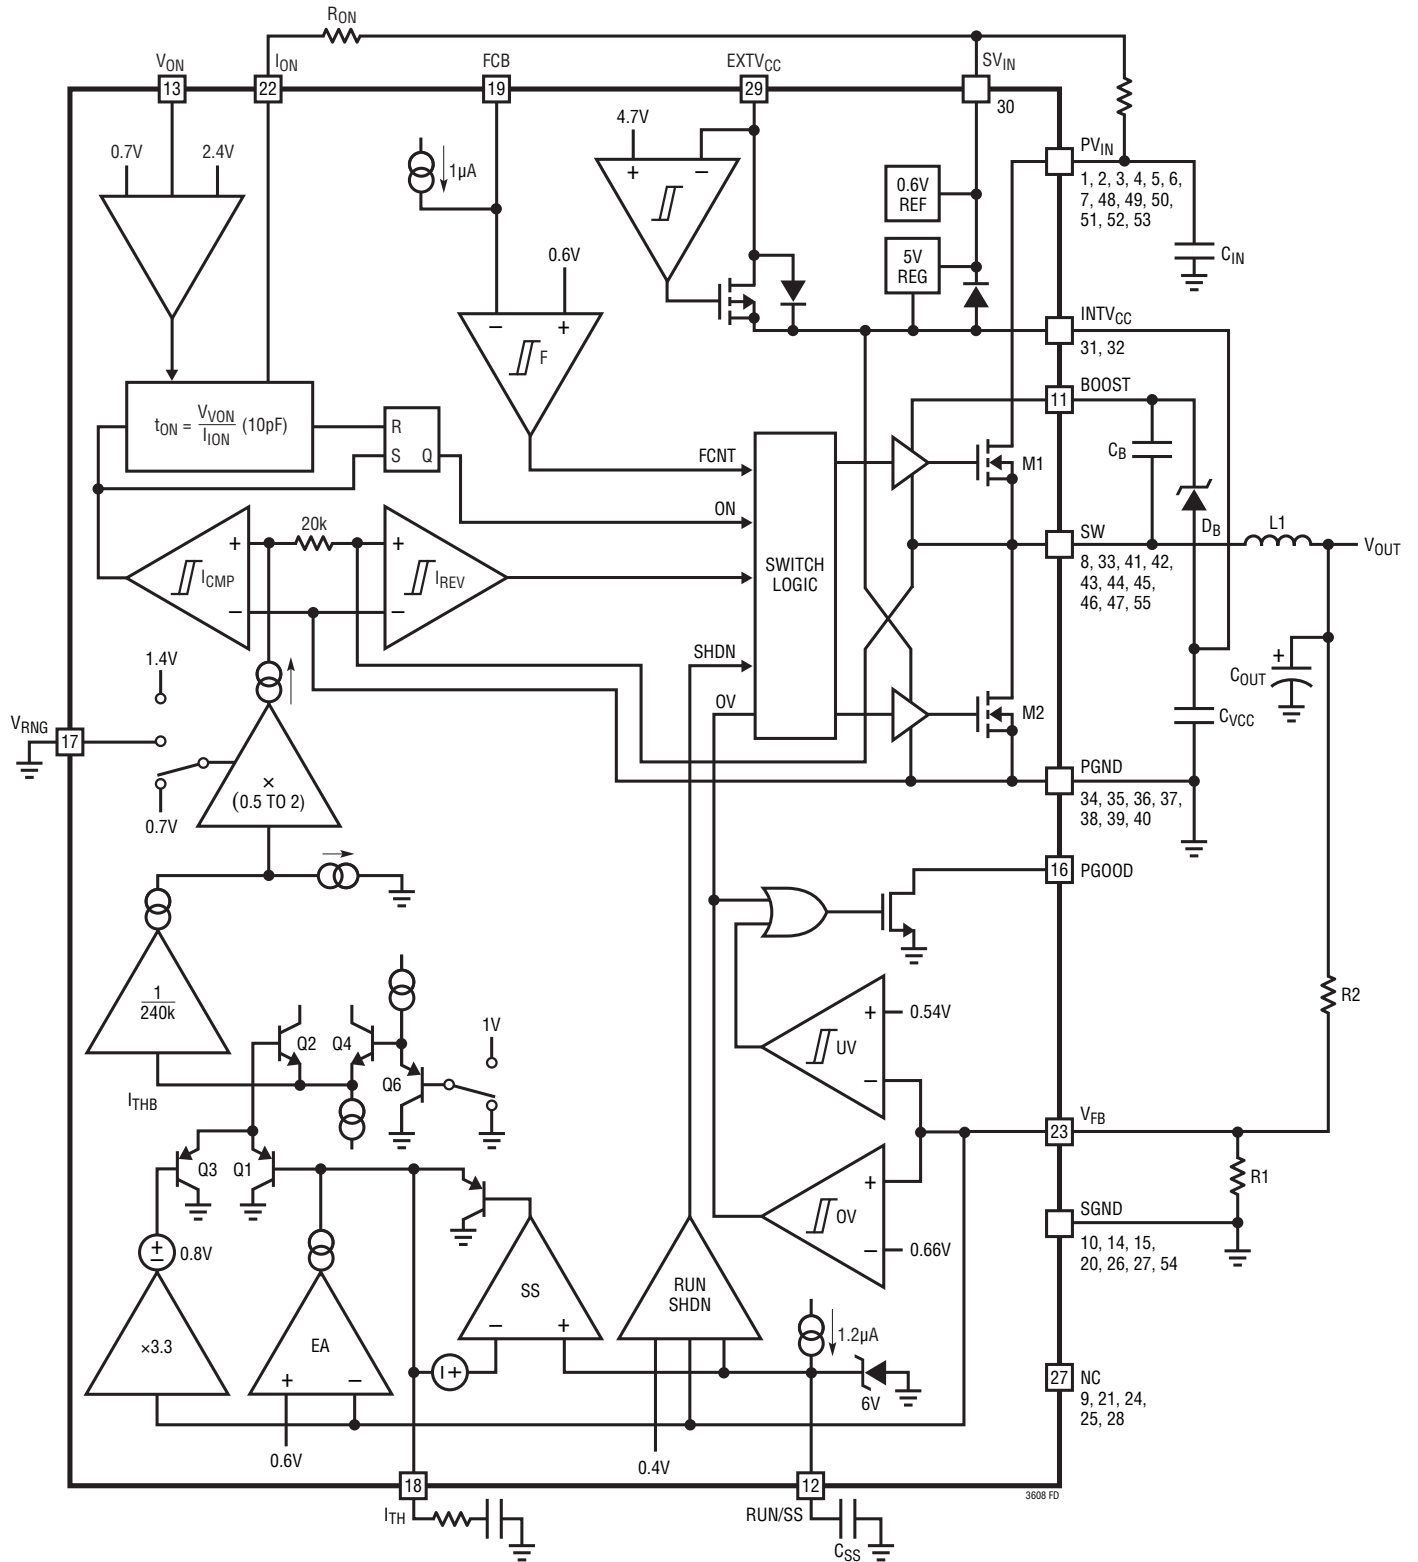 R_ON
V_ON
I_ON
FCB
EXTV_CC
SV_IN
13
22
19
29
30
0.7V
2.4V
1µA
4.7V
+
−
0.6V
REF
5V
REG
PV_IN
1, 2, 3, 4, 5, 6,
7, 48, 49, 50,
51, 52, 53
C_IN
0.6V
−
+
F
INTV_CC
31, 32
BOOST
11
t_ON = V_VON / I_ION (10pF)
R
S
Q
FCNT
ON
SWITCH
LOGIC
SHDN
OV
M1
C_B
D_B
20k
+
−
I_CMP
+
−
I_REV
SW
8, 33, 41, 42,
43, 44, 45,
46, 47, 55
L1
V_OUT
+
C_OUT
C_VCC
M2
1.4V
V_RNG
17
0.7V
×
(0.5 TO 2)
PGND
34, 35, 36, 37,
38, 39, 40
16
PGOOD
1
240k
Q2
Q4
Q6
1V
I_THB
+
0.54V
UV
−
R2
V_FB
23
Q3
Q1
+
OV
−
0.66V
R1
SGND
10, 14, 15,
20, 26, 27, 54
+
−
0.8V
×3.3
EA
+
−
SS
−
+
RUN
SHDN
1.2µA
6V
+
27
NC
9, 21, 24,
25, 28
0.6V
0.4V
18
12
3608 FD
I_TH
RUN/SS
C_SS